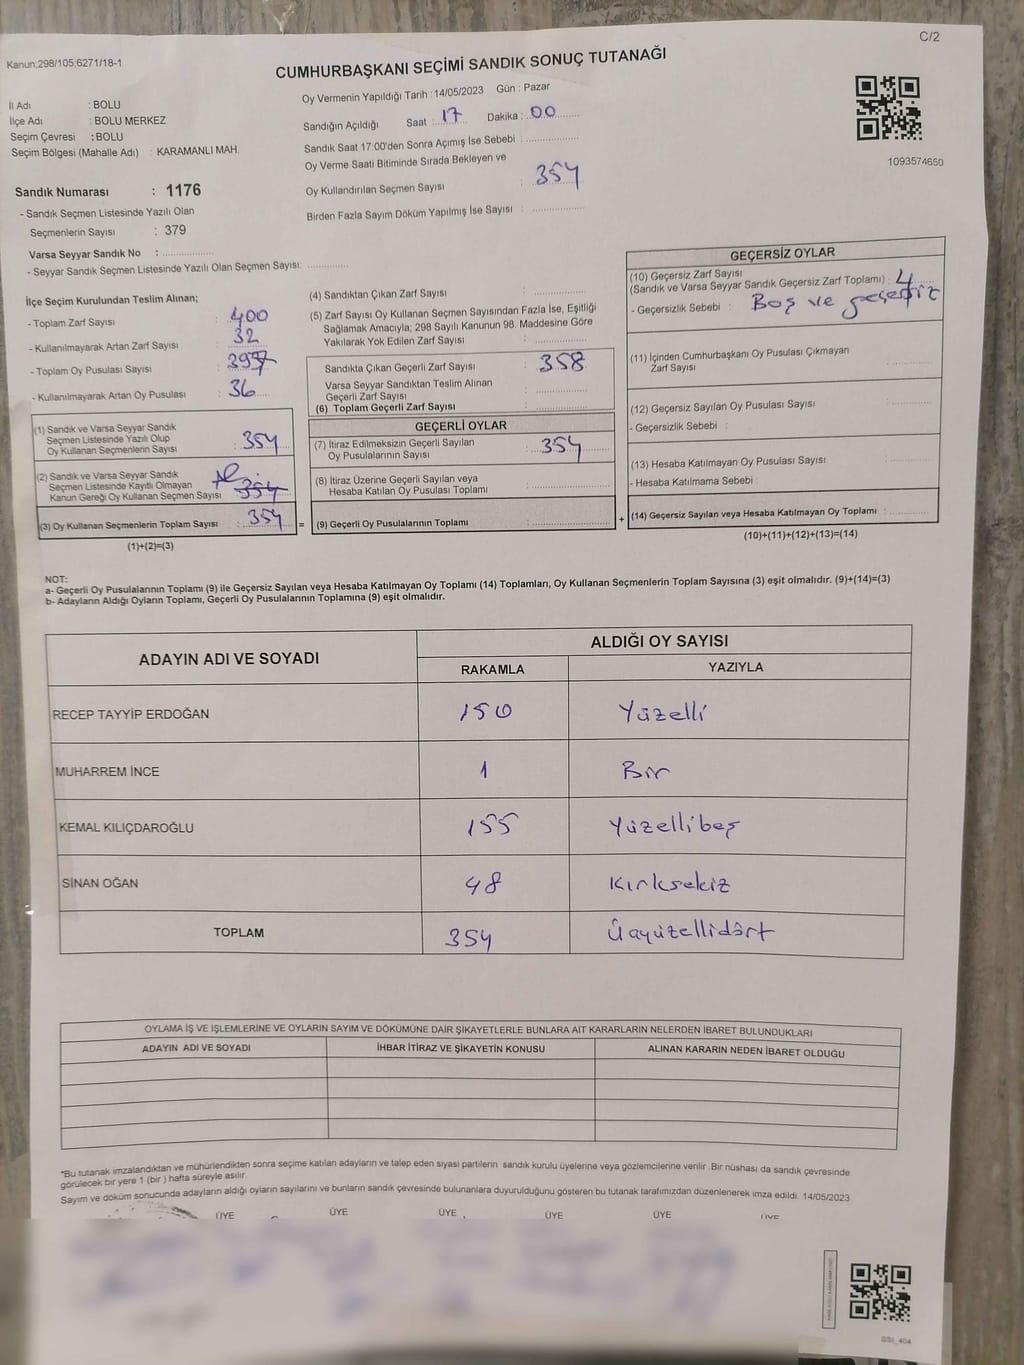 C/2
Kanun;298/105;6271/18-1
CUMHURBAŞKANI SEÇİMİ SANDIK SONUÇ TUTANAĞI
İl Adı : BOLU
İlçe Adı : BOLU MERKEZ
Seçim Çevresi : BOLU
Seçim Bölgesi (Mahalle Adı) : KARAMANLI MAH.
Sandık Numarası : 1176
- Sandık Seçmen Listesinde Yazılı Olan
Seçmenlerin Sayısı : 379
Varsa Seyyar Sandık No :
- Seyyar Sandık Seçmen Listesinde Yazılı Olan Seçmen Sayısı:
Oy Vermenin Yapıldığı Tarih : 14/05/2023 Gün : Pazar
Sandığın Açıldığı Saat : 17 Dakika : 00
Sandık Saat 17:00'den Sonra Açımış İse Sebebi :
Oy Verme Saati Bitiminde Sırada Bekleyen ve
Oy Kullandırılan Seçmen Sayısı : 354
Birden Fazla Sayım Döküm Yapılmış İse Sayısı :
1093574650
İlçe Seçim Kurulundan Teslim Alınan;
- Toplam Zarf Sayısı : 400
- Kullanılmayarak Artan Zarf Sayısı : 32
- Toplam Oy Pusulası Sayısı :
- Kullanılmayarak Artan Oy Pusulası : 36
(1) Sandık ve Varsa Seyyar Sandık
Seçmen Listesinde Yazılı Olup
Oy Kullanan Seçmenlerin Sayısı : 354
(2) Sandık ve Varsa Seyyar Sandık
Seçmen Listesinde Kayıtlı Olmayan
Kanun Gereği Oy Kullanan Seçmen Sayısı : 354
(3) Oy Kullanan Seçmenlerin Toplam Sayısı : 354 =
(1)+(2)=(3)
(4) Sandıktan Çıkan Zarf Sayısı :
(5) Zarf Sayısı Oy Kullanan Seçmen Sayısından Fazla İse, Eşitliği
Sağlamak Amacıyla; 298 Sayılı Kanunun 98. Maddesine Göre
Yakılarak Yok Edilen Zarf Sayısı :
Sandıkta Çıkan Geçerli Zarf Sayısı : 358
Varsa Seyyar Sandıktan Teslim Alınan
Geçerli Zarf Sayısı :
(6) Toplam Geçerli Zarf Sayısı :
GEÇERLİ OYLAR
(7) İtiraz Edilmeksizin Geçerli Sayılan
Oy Pusulalarının Sayısı : 354
(8) İtiraz Üzerine Geçerli Sayılan veya
Hesaba Katılan Oy Pusulası Toplamı :
(9) Geçerli Oy Pusulalarının Toplamı : +
GEÇERSİZ OYLAR
(10) Geçersiz Zarf Sayısı
(Sandık ve Varsa Seyyar Sandık Geçersiz Zarf Toplamı) : 4
- Geçersizlik Sebebi : Boş ve geçersiz
(11) İçinden Cumhurbaşkanı Oy Pusulası Çıkmayan
Zarf Sayısı :
(12) Geçersiz Sayılan Oy Pusulası Sayısı :
- Geçersizlik Sebebi :
(13) Hesaba Katılmayan Oy Pusulası Sayısı :
- Hesaba Katılmama Sebebi :
(14) Geçersiz Sayılan veya Hesaba Katılmayan Oy Toplamı :
(10)+(11)+(12)+(13)=(14)
NOT:
a- Geçerli Oy Pusulalarının Toplamı (9) ile Geçersiz Sayılan veya Hesaba Katılmayan Oy Toplamı (14) Toplamları, Oy Kullanan Seçmenlerin Toplam Sayısına (3) eşit olmalıdır. (9)+(14)=(3)
b- Adayların Aldığı Oyların Toplamı, Geçerli Oy Pusulalarının Toplamına (9) eşit olmalıdır.
ADAYIN ADI VE SOYADI
ALDIĞI OY SAYISI
RAKAMLA YAZIYLA
RECEP TAYYİP ERDOĞAN 150 Yüzelli
MUHARREM İNCE 1 Bir
KEMAL KILIÇDAROĞLU 155 Yüzellibeş
SİNAN OĞAN 48 Kırksekiz
TOPLAM 354 Üçyüzellidört
OYLAMA İŞ VE İŞLEMLERİNE VE OYLARIN SAYIM VE DÖKÜMÜNE DAİR ŞİKAYETLERLE BUNLARA AİT KARARLARIN NELERDEN İBARET BULUNDUKLARI
ADAYIN ADI VE SOYADI İHBAR İTİRAZ VE ŞİKAYETİN KONUSU ALINAN KARARIN NEDEN İBARET OLDUĞU
*Bu tutanak imzalandıktan ve mühürlendikten sonra seçime katılan adayların ve talep eden siyasi partilerin sandık kurulu üyelerine veya gözlemcilerine verilir. Bir nüshası da sandık çevresinde
görülecek bir yere 1 (bir) hafta süreyle asılır.
Sayım ve döküm sonucunda adayların aldığı oyların sayılarını ve bunların sandık çevresinde bulunanlara duyurulduğunu gösteren bu tutanak tarafımızdan düzenlenerek imza edildi. 14/05/2023
ÜYE ÜYE ÜYE ÜYE ÜYE ÜYE
SSI_404